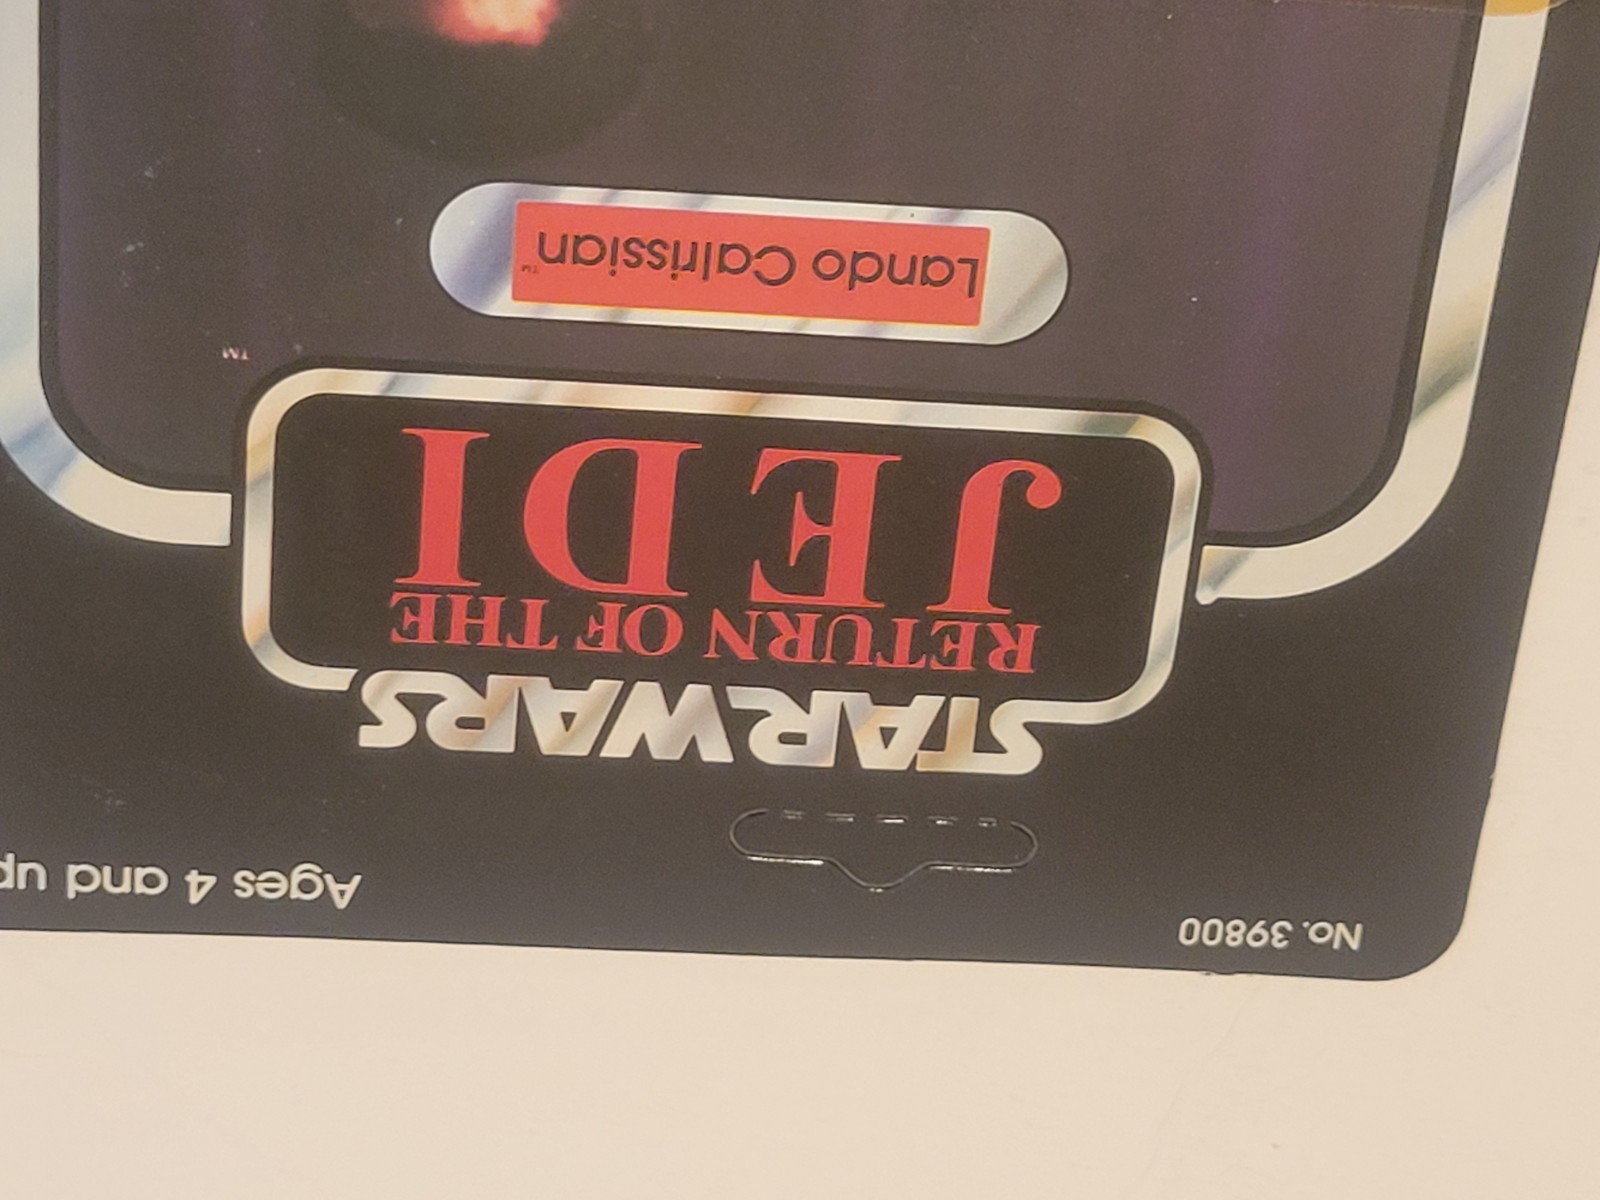 No. 39800
Ages 4 and up
STAR WARS
RETURN OF THE
JEDI
TM
Lando Calrissian™